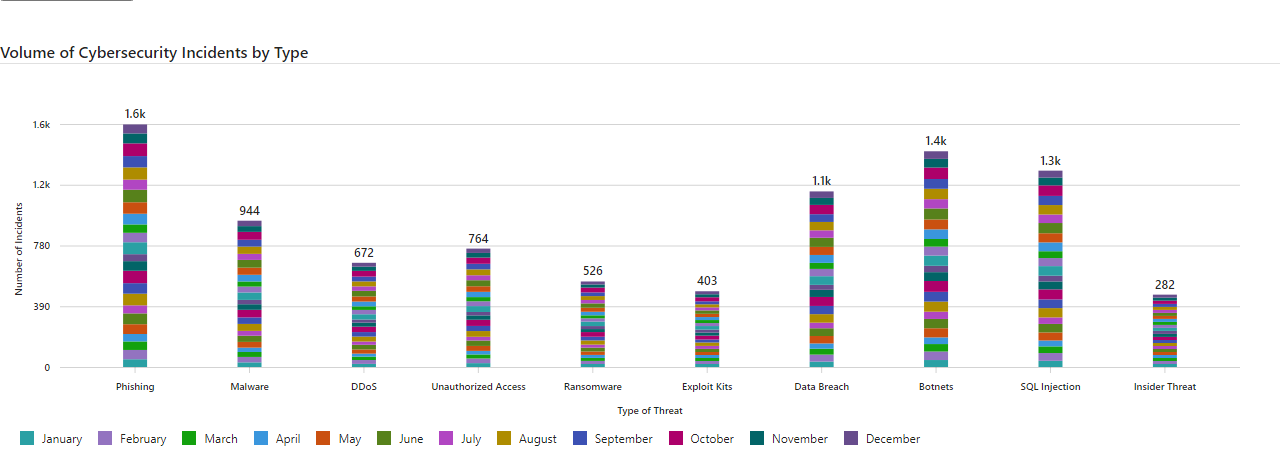 Volume of Cybersecurity Incidents by Type
1.6k
1.6k
1.4k
1.3k
1.2k
1.1k
944
780
764
672
526
403
390
282
0
Number of Incidents
Phishing Malware DDoS Unauthorized Access Ransomware Exploit Kits Data Breach Botnets SQL Injection Insider Threat
Type of Threat
January February March April May June July August September October November December